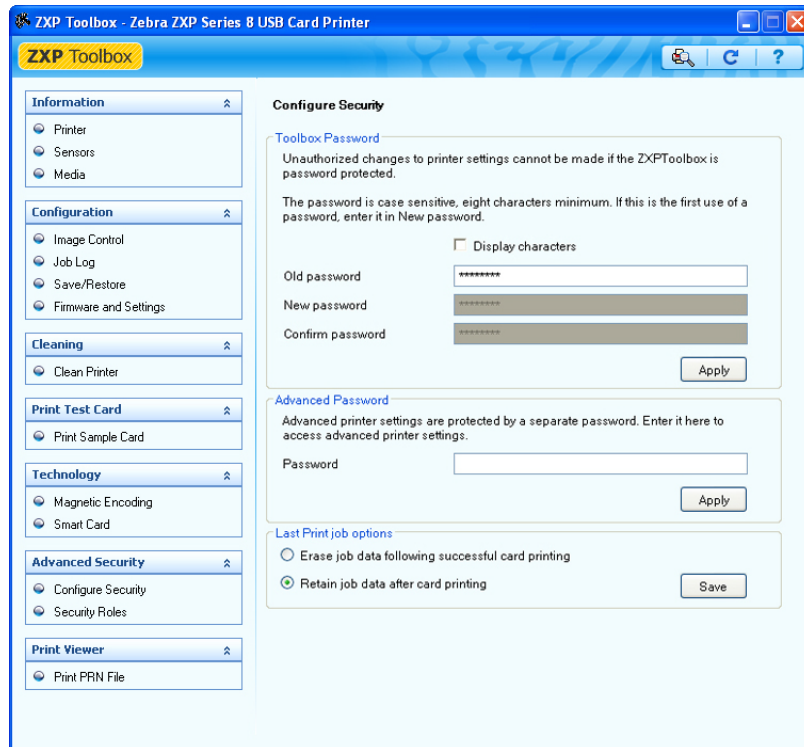 ZXP Toolbox - Zebra ZXP Series 8 USB Card Printer
ZXP Toolbox
?
Information
Printer
Sensors
Media
Configuration
Image Control
Job Log
Save/Restore
Firmware and Settings
Cleaning
Clean Printer
Print Test Card
Print Sample Card
Technology
Magnetic Encoding
Smart Card
Advanced Security
Configure Security
Security Roles
Print Viewer
Print PRN File
Configure Security
Toolbox Password
Unauthorized changes to printer settings cannot be made if the ZXPToolbox is
password protected.
The password is case sensitive, eight characters minimum. If this is the first use of a
password, enter it in New password.
Display characters
Old password ********
New password ********
Confirm password ********
Apply
Advanced Password
Advanced printer settings are protected by a separate password. Enter it here to
access advanced printer settings.
Password
Apply
Last Print job options
Erase job data following successful card printing
Retain job data after card printing
Save